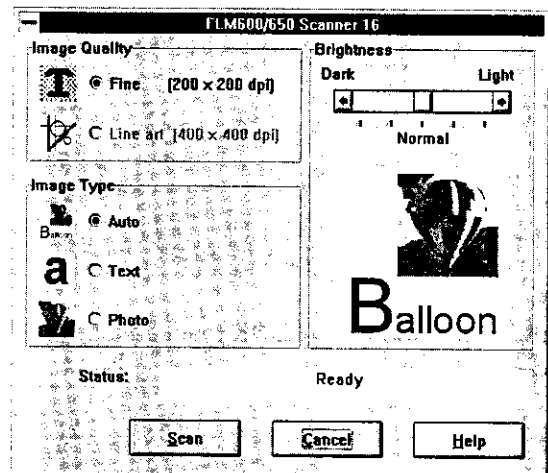 FLM600/650 Scanner 16
Image Quality
Fine (200 x 200 dpi)
Line art (400 x 400 dpi)
Image Type
Balloon
Auto
a
Text
Photo
Brightness
Dark Light
Normal
Balloon
Status: Ready
Scan Cancel Help